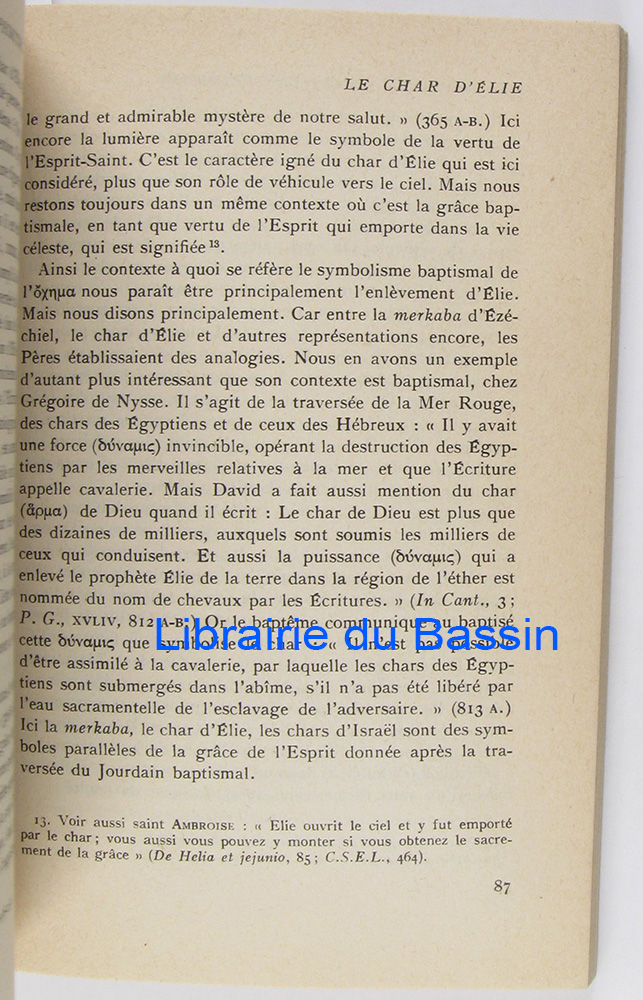 LE CHAR D'ÉLIE
le grand et admirable mystère de notre salut. » (365 A-B.) Ici
encore la lumière apparaît comme le symbole de la vertu de
l'Esprit-Saint. C'est le caractère igné du char d'Élie qui est ici
considéré, plus que son rôle de véhicule vers le ciel. Mais nous
restons toujours dans un même contexte où c'est la grâce bap-
tismale, en tant que vertu de l'Esprit qui emporte dans la vie
céleste, qui est signifiée¹³.
Ainsi le contexte à quoi se réfère le symbolisme baptismal de
l'ὄχημα nous paraît être principalement l'enlèvement d'Élie.
Mais nous disons principalement. Car entre la merkaba d'Ézé-
chiel, le char d'Élie et d'autres représentations encore, les
Pères établissaient des analogies. Nous en avons un exemple
d'autant plus intéressant que son contexte est baptismal, chez
Grégoire de Nysse. Il s'agit de la traversée de la Mer Rouge,
des chars des Égyptiens et de ceux des Hébreux : « Il y avait
une force (δύναμις) invincible, opérant la destruction des Égyp-
tiens par les merveilles relatives à la mer et que l'Écriture
appelle cavalerie. Mais David a fait aussi mention du char
(ἅρμα) de Dieu quand il écrit : Le char de Dieu est plus que
des dizaines de milliers, auxquels sont soumis les milliers de
ceux qui conduisent. Et aussi la puissance (δύναμις) qui a
enlevé le prophète Élie de la terre dans la région de l'éther est
nommée du nom de chevaux par les Écritures. » (In Cant., 3 ;
P. G., XLIV, 812 A-B.) Or le baptême communique au baptisé
cette δύναμις que symbolise le char : « Il n'est pas possible
Librairie du Bassin
d'être assimilé à la cavalerie, par laquelle les chars des Égyp-
tiens sont submergés dans l'abîme, s'il n'a pas été libéré par
l'eau sacramentelle de l'esclavage de l'adversaire. » (813 A.)
Ici la merkaba, le char d'Élie, les chars d'Israël sont des sym-
boles parallèles de la grâce de l'Esprit donnée après la tra-
versée du Jourdain baptismal.
13. Voir aussi saint AMBROISE : « Elie ouvrit le ciel et y fut emporté
par le char ; vous aussi vous pouvez y monter si vous obtenez le sacre-
ment de la grâce » (De Helia et jejunio, 85 ; C.S.E.L., 464).
87